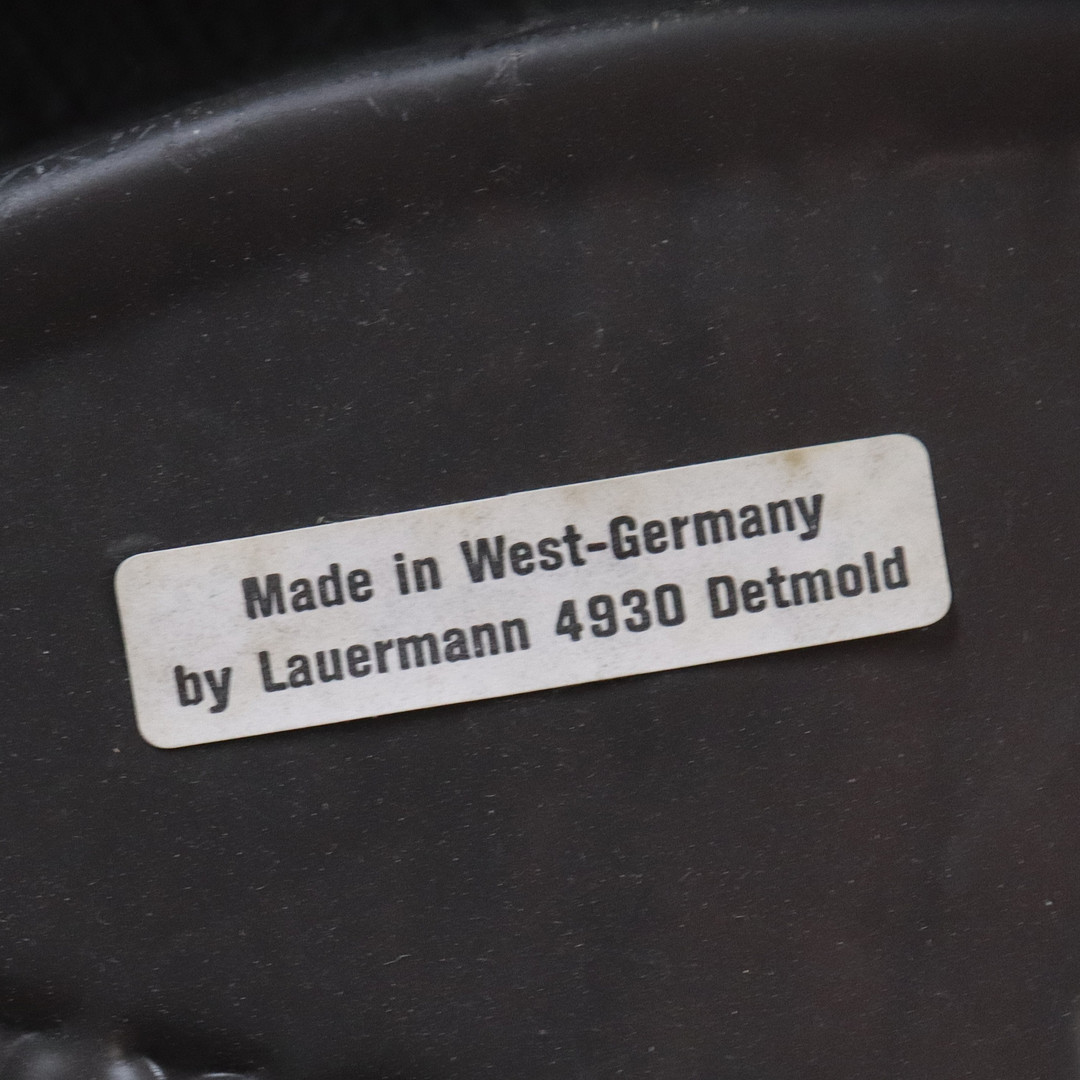 Made in West-Germany
by Lauermann 4930 Detmold